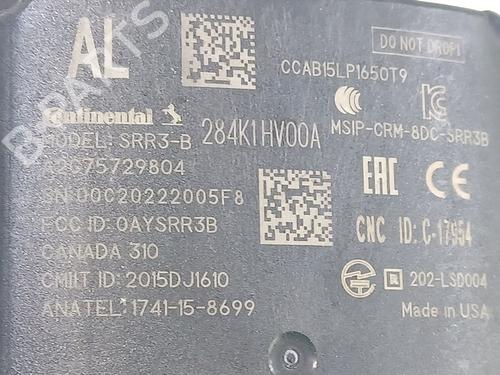 AL
DO NOT DROP!
CCAB15LP1650T9
Continental
MODEL: SRR3-B
284K1HV00A
MSIP-CRM-8DC-SRR3B
A2C75729804
SN 00C20222005F8
EAC
FCC ID: OAYSRR3B
CNC ID: C-17954
CANADA 310
CMIIT ID: 2015DJ1610
R 202-LSD004
ANATEL: 1741-15-8699
Made in USA
B-PARTS